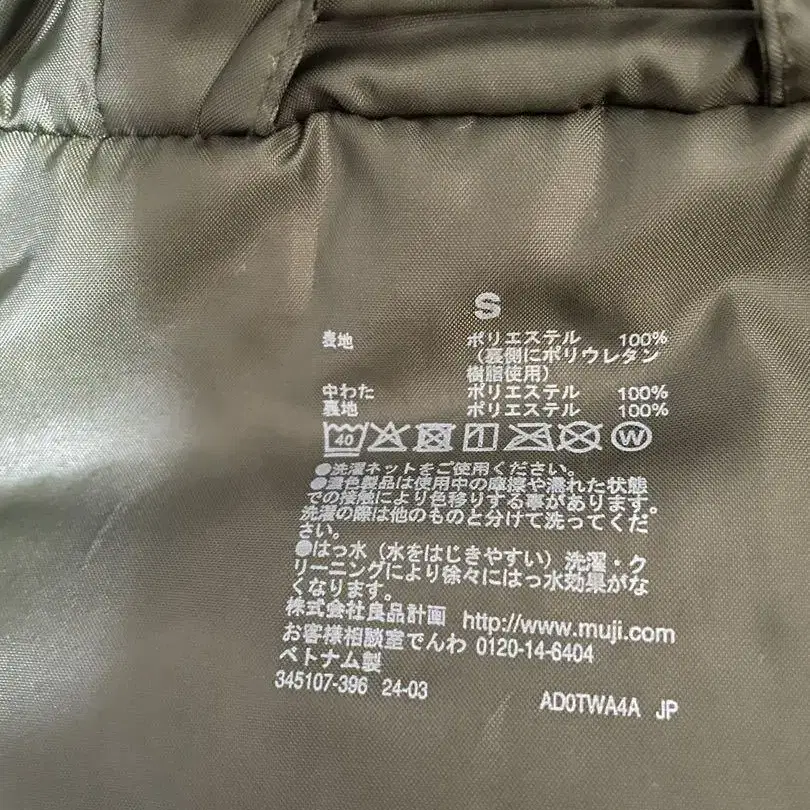 S
表地 ポリエステル 100%
(裏側にポリウレタン
樹脂使用)
中わた ポリエステル 100%
裏地 ポリエステル 100%
40 W
●洗濯ネットをご使用ください。
●濃色製品は使用中の摩擦や濡れた状態
での接触により色移りする事があります。
洗濯の際は他のものと分けて洗ってくだ
さい。
●はっ水(水をはじきやすい)洗濯・ク
リーニングにより徐々にはっ水効果がな
くなります。
株式会社良品計画 http://www.muji.com
お客様相談室でんわ 0120-14-6404
ベトナム製
345107-396 24-03 AD0TWA4A JP